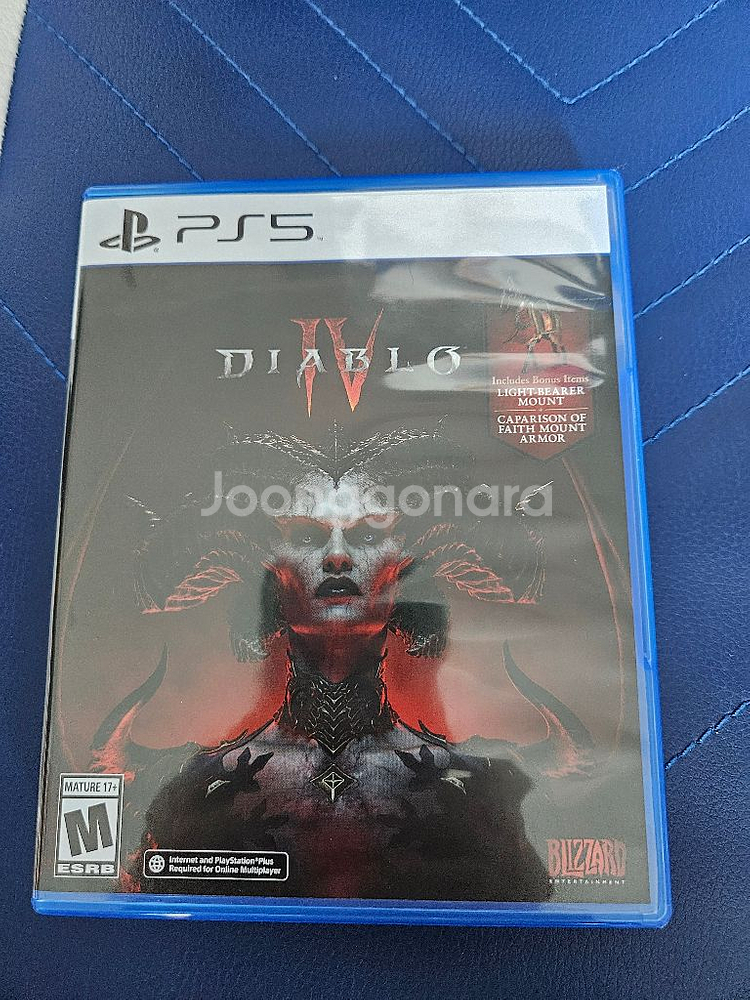 PS5
DIABLO
IV
Includes Bonus Items
LIGHT-BEARER
MOUNT
CAPARISON OF
FAITH MOUNT
ARMOR
Joonggonara
MATURE 17+
M
ESRB
Internet and PlayStation®Plus
Required for Online Multiplayer
BLIZZARD
ENTERTAINMENT